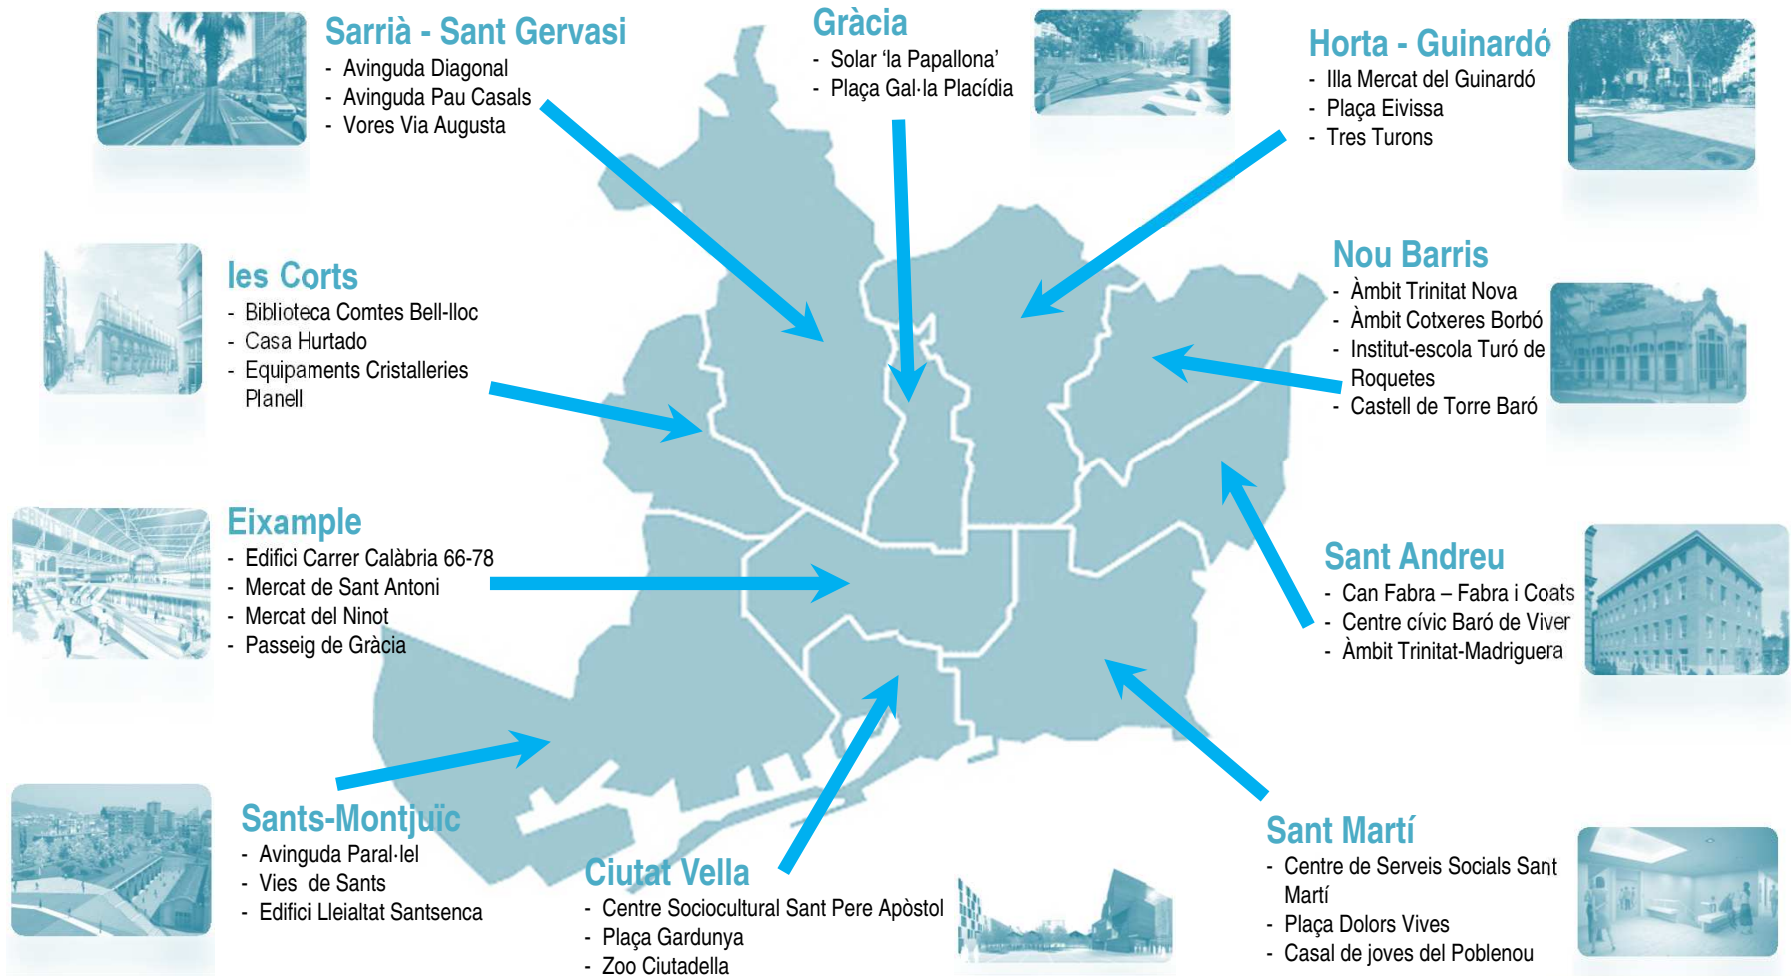 Sarrià - Sant Gervasi
- Avinguda Diagonal
- Avinguda Pau Casals
- Vores Via Augusta
Gràcia
- Solar ‘la Papallona’
- Plaça Gal·la Placídia
Horta - Guinardó
- Illa Mercat del Guinardó
- Plaça Eivissa
- Tres Turons
les Corts
- Biblioteca Comtes Bell-lloc
- Casa Hurtado
- Equipaments Cristalleries
Planell
Nou Barris
- Àmbit Trinitat Nova
- Àmbit Cotxeres Borbó
- Institut-escola Turó de
Roquetes
- Castell de Torre Baró
Eixample
- Edifici Carrer Calàbria 66-78
- Mercat de Sant Antoni
- Mercat del Ninot
- Passeig de Gràcia
Sant Andreu
- Can Fabra – Fabra i Coats
- Centre cívic Baró de Viver
- Àmbit Trinitat-Madriguera
Sants-Montjuïc
- Avinguda Paral·lel
- Vies de Sants
- Edifici Lleialtat Santsenca
Ciutat Vella
- Centre Sociocultural Sant Pere Apòstol
- Plaça Gardunya
- Zoo Ciutadella
Sant Martí
- Centre de Serveis Socials Sant
Martí
- Plaça Dolors Vives
- Casal de joves del Poblenou